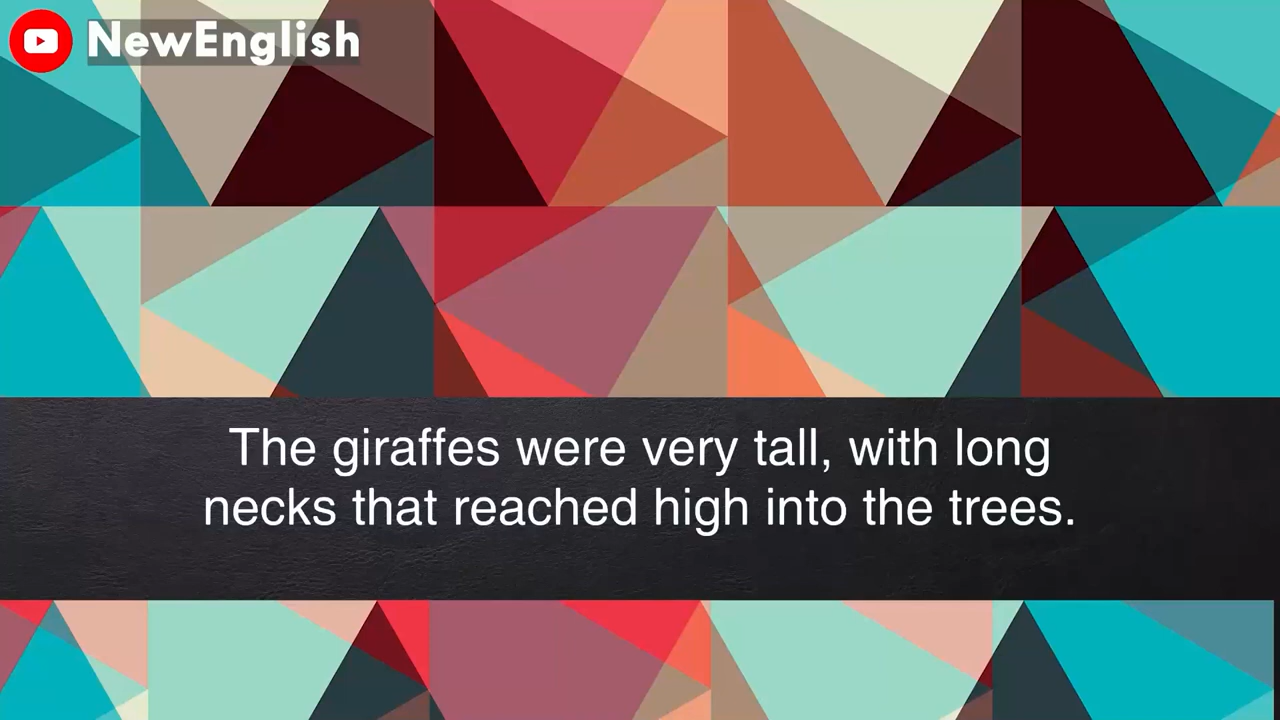 NewEnglish
The giraffes were very tall, with long
necks that reached high into the trees.